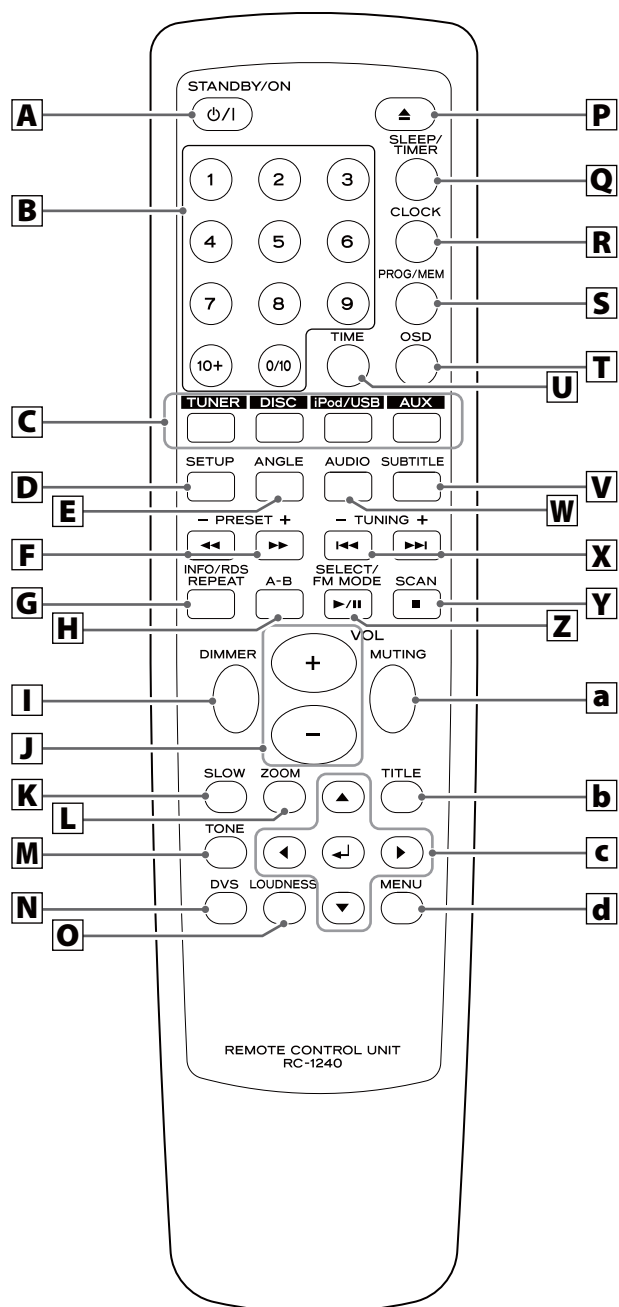 STANDBY/ON
A
⏻/I
P
SLEEP/
TIMER
1 2 3
Q
B
CLOCK
4 5 6
R
PROG/MEM
7 8 9
S
TIME
OSD
10+ 0/10
T
U
TUNER DISC iPod/USB AUX
C
SETUP ANGLE AUDIO SUBTITLE
D
V
E
W
− PRESET +
− TUNING +
F
X
INFO/RDS
REPEAT
A-B
SELECT/
FM MODE
SCAN
G
Y
H
Z
VOL
DIMMER
+
MUTING
I
a
−
J
SLOW ZOOM
TITLE
K
b
L
TONE
M
c
DVS LOUDNESS
MENU
N
d
O
REMOTE CONTROL UNIT
RC-1240